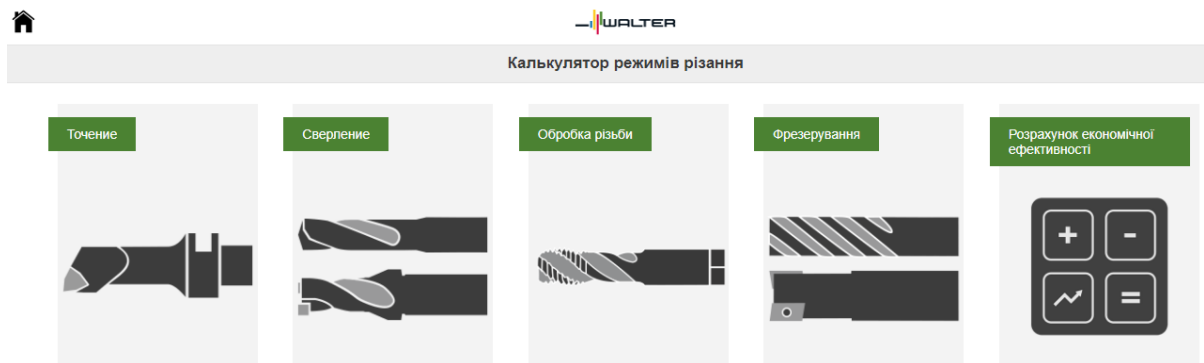 WALTER
Калькулятор режимів різання
Точение
Сверление
Обробка різьби
Фрезерування
Розрахунок економічної
ефективності